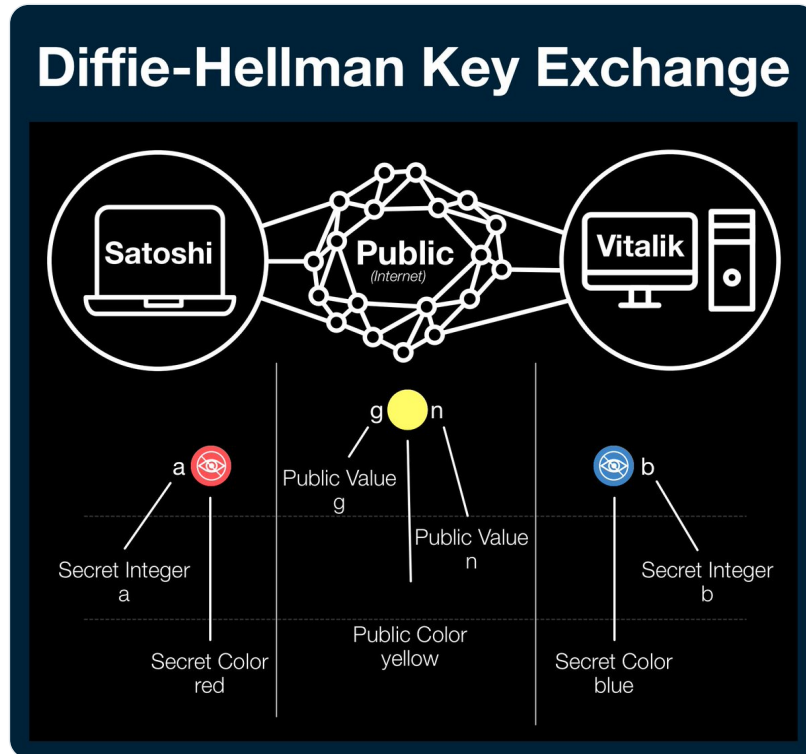 Diffie-Hellman Key Exchange
Satoshi
Public
(Internet)
Vitalik
g n
a
b
Public Value
g
Public Value
n
Secret Integer
a
Secret Integer
b
Public Color
yellow
Secret Color
red
Secret Color
blue